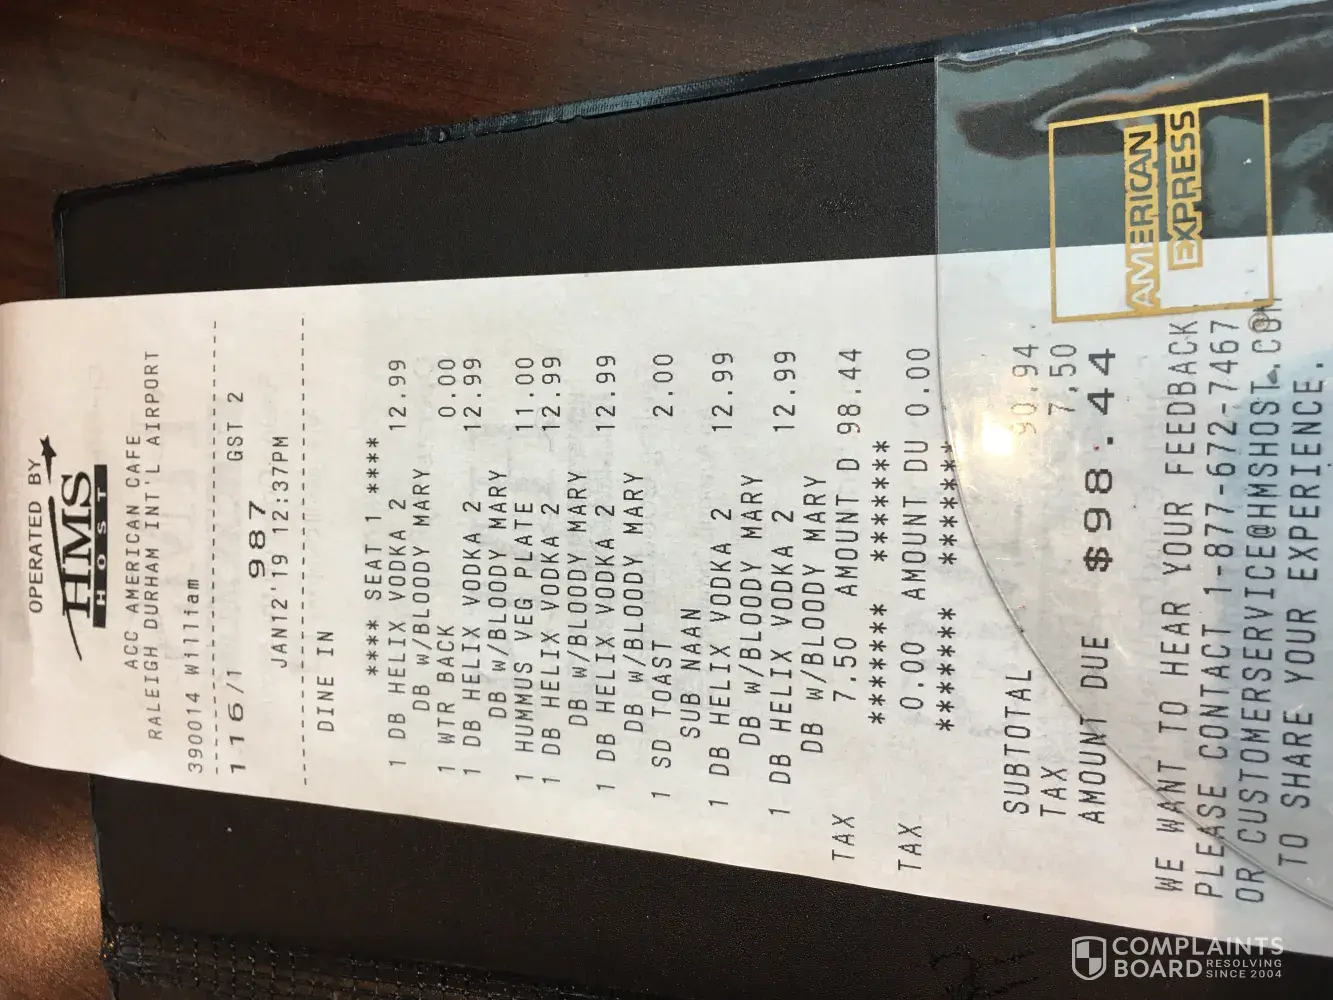 OPERATED BY
HMS
HOST
ACC AMERICAN CAFE
RALEIGH DURHAM INT'L AIRPORT
390014 William
116/1 GST 2
987
JAN12'19 12:37PM
DINE IN
**** SEAT 1 ****
1 DB HELIX VODKA 2 12.99
DB w/BLOODY MARY
1 WTR BACK 0.00
1 DB HELIX VODKA 2 12.99
DB w/BLOODY MARY
1 HUMMUS VEG PLATE 11.00
1 DB HELIX VODKA 2 12.99
DB w/BLOODY MARY
1 DB HELIX VODKA 2 12.99
DB w/BLOODY MARY
1 SD TOAST 2.00
SUB NAAN
1 DB HELIX VODKA 2 12.99
DB w/BLOODY MARY
1 DB HELIX VODKA 2 12.99
DB w/BLOODY MARY
TAX 7.50 AMOUNT D 98.44
******* *******
TAX 0.00 AMOUNT DU 0.00
******* *******
SUBTOTAL 90.94
TAX 7.50
AMOUNT DUE $98.44
WE WANT TO HEAR YOUR FEEDBACK
PLEASE CONTACT 1-877-672-7467
OR CUSTOMERSERVICE@HMSHOST.COM
TO SHARE YOUR EXPERIENCE.
AMERICAN
EXPRESS
®
COMPLAINTS
BOARD RESOLVING
SINCE 2004